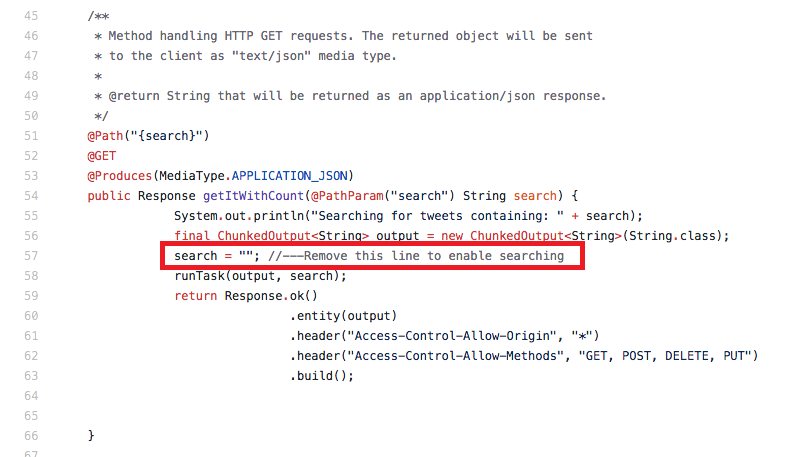 45 /**
46 * Method handling HTTP GET requests. The returned object will be sent
47 * to the client as "text/json" media type.
48 *
49 * @return String that will be returned as an application/json response.
50 */
51 @Path("{search}")
52 @GET
53 @Produces(MediaType.APPLICATION_JSON)
54 public Response getItWithCount(@PathParam("search") String search) {
55 System.out.println("Searching for tweets containing: " + search);
56 final ChunkedOutput<String> output = new ChunkedOutput<String>(String.class);
57 search = ""; //---Remove this line to enable searching
58 runTask(output, search);
59 return Response.ok()
60 .entity(output)
61 .header("Access-Control-Allow-Origin", "*")
62 .header("Access-Control-Allow-Methods", "GET, POST, DELETE, PUT")
63 .build();
64
65
66 }
67